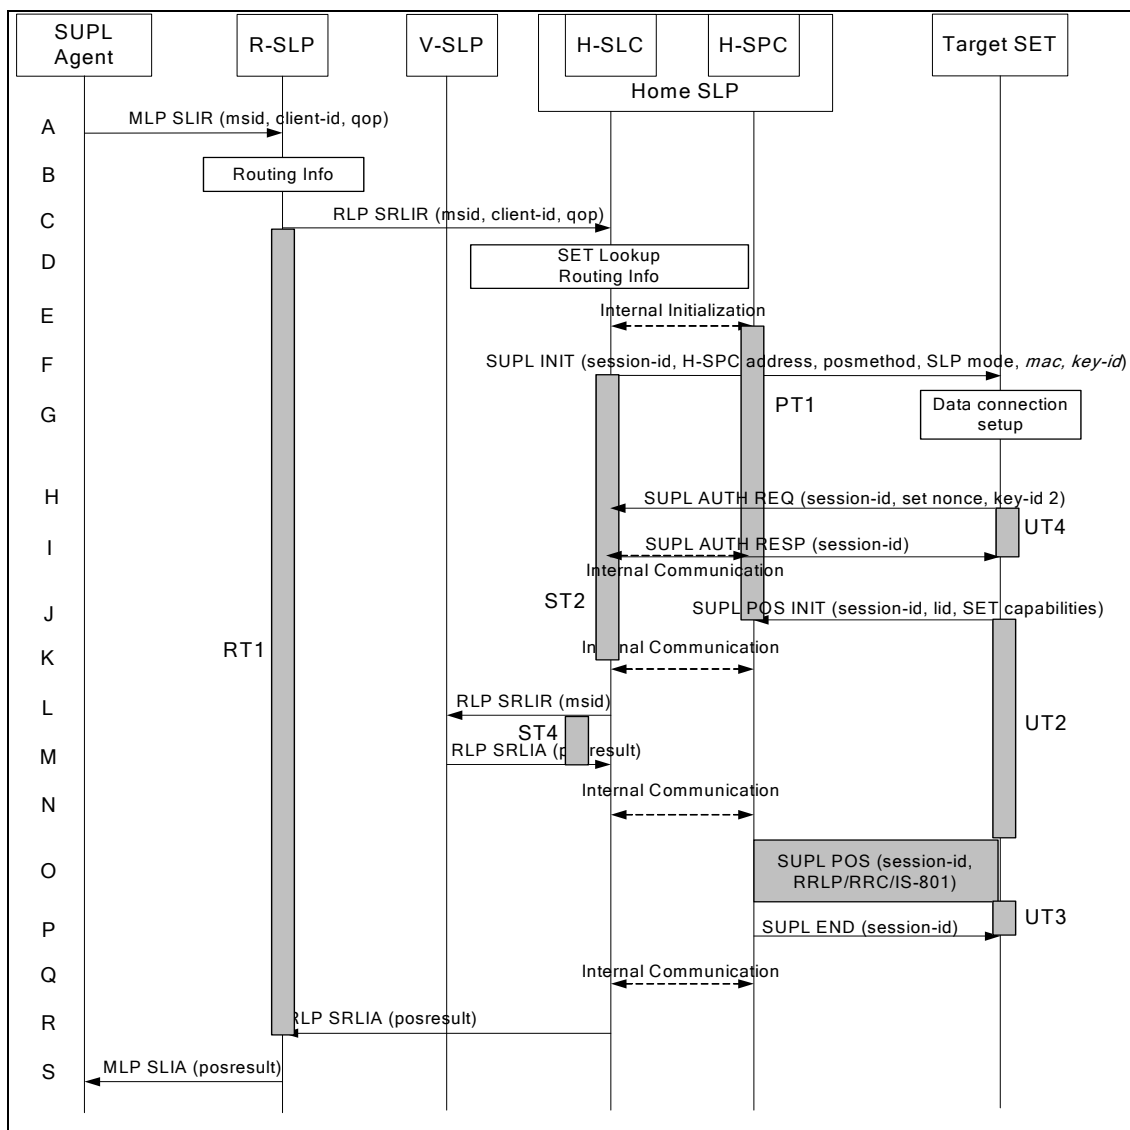 SUPL
Agent
R-SLP
V-SLP
H-SLC
H-SPC
Target SET
Home SLP
A
MLP SLIR (msid, client-id, qop)
B
Routing Info
C
RLP SRLIR (msid, client-id, qop)
D
SET Lookup
Routing Info
E
Internal Initialization
F
SUPL INIT (session-id, H-SPC address, posmethod, SLP mode, mac, key-id)
G
PT1
Data connection
setup
H
SUPL AUTH REQ (session-id, set nonce, key-id 2)
UT4
I
SUPL AUTH RESP (session-id)
Internal Communication
ST2
J
SUPL POS INIT (session-id, lid, SET capabilities)
RT1
K
Internal Communication
L
RLP SRLIR (msid)
ST4
UT2
M
RLP SRLIA (posresult)
N
Internal Communication
O
SUPL POS (session-id,
RRLP/RRC/IS-801)
UT3
P
SUPL END (session-id)
Q
Internal Communication
R
RLP SRLIA (posresult)
S
MLP SLIA (posresult)